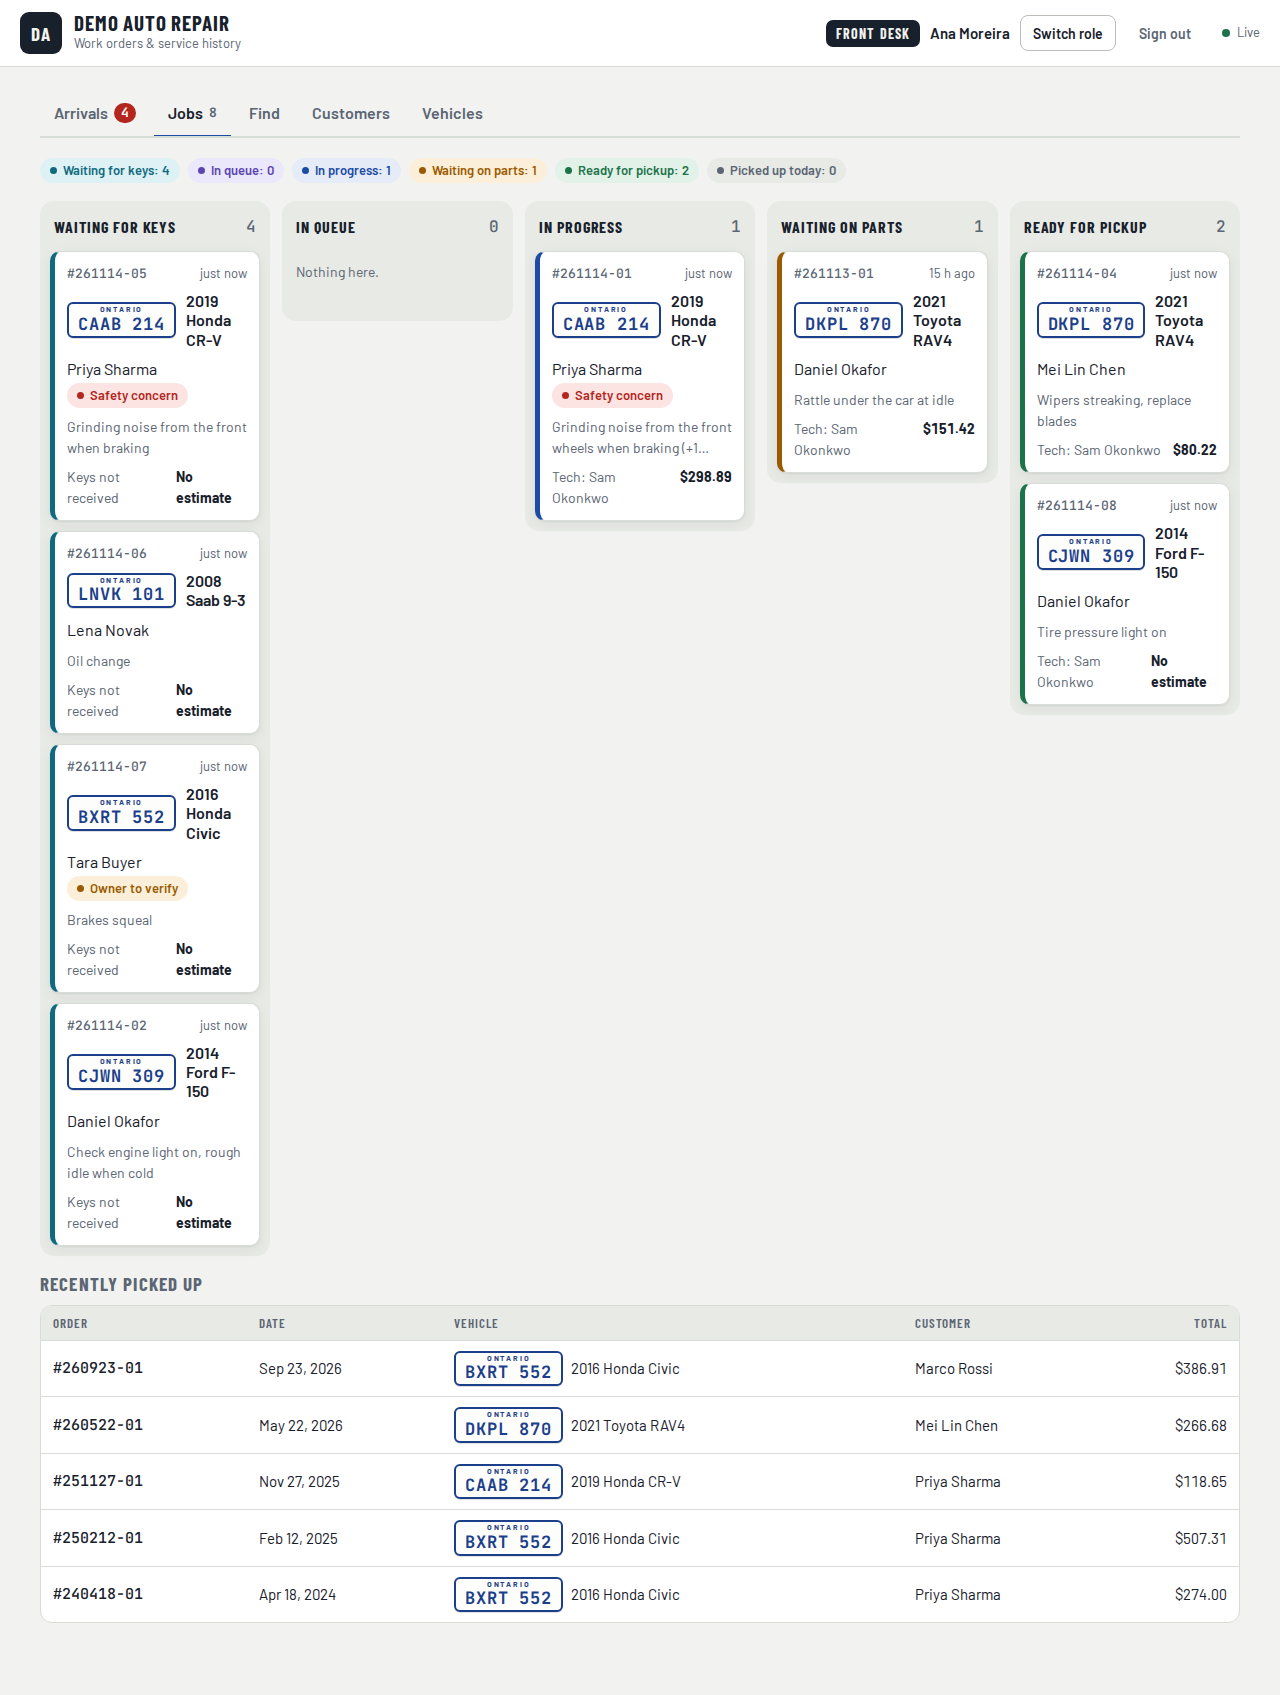 DA
DEMO AUTO REPAIR
Work orders & service history
FRONT DESK
Ana Moreira
Switch role
Sign out
Live
Arrivals 4
Jobs 8
Find
Customers
Vehicles
Waiting for keys: 4
In queue: 0
In progress: 1
Waiting on parts: 1
Ready for pickup: 2
Picked up today: 0
WAITING FOR KEYS 4
#261114-05 just now
ONTARIO
CAAB 214
2019
Honda
CR-V
Priya Sharma
Safety concern
Grinding noise from the front
when braking
Keys not
received
No
estimate
#261114-06 just now
ONTARIO
LNVK 101
2008
Saab 9-3
Lena Novak
Oil change
Keys not
received
No
estimate
#261114-07 just now
ONTARIO
BXRT 552
2016
Honda
Civic
Tara Buyer
Owner to verify
Brakes squeal
Keys not
received
No
estimate
#261114-02 just now
ONTARIO
CJWN 309
2014
Ford F-
150
Daniel Okafor
Check engine light on, rough
idle when cold
Keys not
received
No
estimate
IN QUEUE 0
Nothing here.
IN PROGRESS 1
#261114-01 just now
ONTARIO
CAAB 214
2019
Honda
CR-V
Priya Sharma
Safety concern
Grinding noise from the front
wheels when braking (+1...
Tech: Sam
Okonkwo
$298.89
WAITING ON PARTS 1
#261113-01 15 h ago
ONTARIO
DKPL 870
2021
Toyota
RAV4
Daniel Okafor
Rattle under the car at idle
Tech: Sam
Okonkwo
$151.42
READY FOR PICKUP 2
#261114-04 just now
ONTARIO
DKPL 870
2021
Toyota
RAV4
Mei Lin Chen
Wipers streaking, replace
blades
Tech: Sam Okonkwo $80.22
#261114-08 just now
ONTARIO
CJWN 309
2014
Ford F-
150
Daniel Okafor
Tire pressure light on
Tech: Sam
Okonkwo
No
estimate
RECENTLY PICKED UP
ORDER DATE VEHICLE CUSTOMER TOTAL
#260923-01 Sep 23, 2026 ONTARIO BXRT 552 2016 Honda Civic Marco Rossi $386.91
#260522-01 May 22, 2026 ONTARIO DKPL 870 2021 Toyota RAV4 Mei Lin Chen $266.68
#251127-01 Nov 27, 2025 ONTARIO CAAB 214 2019 Honda CR-V Priya Sharma $118.65
#250212-01 Feb 12, 2025 ONTARIO BXRT 552 2016 Honda Civic Priya Sharma $507.31
#240418-01 Apr 18, 2024 ONTARIO BXRT 552 2016 Honda Civic Priya Sharma $274.00